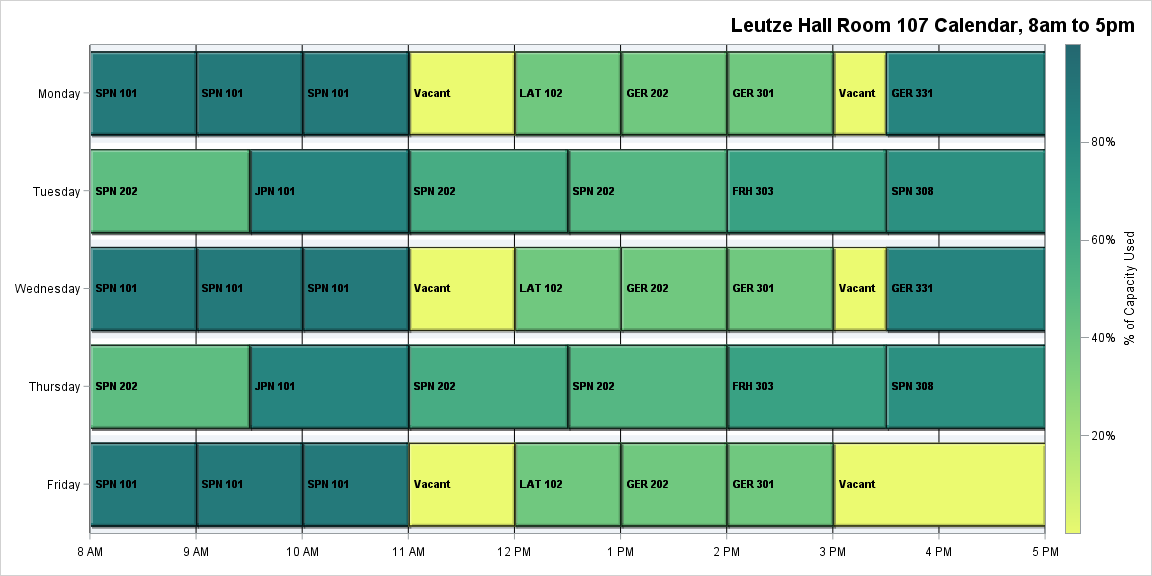 Leutze Hall Room 107 Calendar, 8am to 5pm
Monday
SPN 101
SPN 101
SPN 101
Vacant
LAT 102
GER 202
GER 301
Vacant
GER 331
Tuesday
SPN 202
JPN 101
SPN 202
SPN 202
FRH 303
SPN 308
Wednesday
SPN 101
SPN 101
SPN 101
Vacant
LAT 102
GER 202
GER 301
Vacant
GER 331
Thursday
SPN 202
JPN 101
SPN 202
SPN 202
FRH 303
SPN 308
Friday
SPN 101
SPN 101
SPN 101
Vacant
LAT 102
GER 202
GER 301
Vacant
8 AM
9 AM
10 AM
11 AM
12 PM
1 PM
2 PM
3 PM
4 PM
5 PM
80%
60%
40%
20%
% of Capacity Used